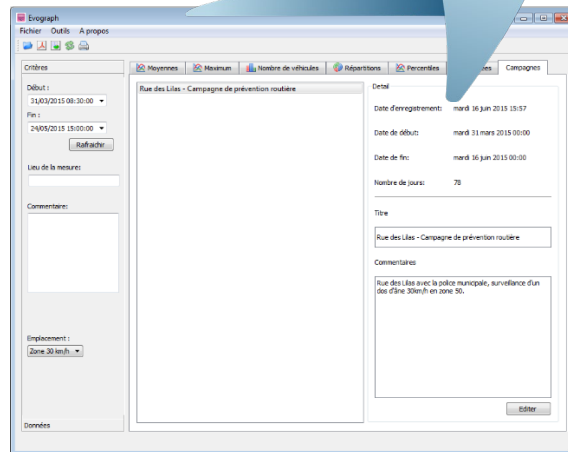 Evograph
Fichier Outils A propos
Critères
Moyennes Maximum Nombre de véhicules Répartitions Percentiles Campagnes
Début :
31/03/2015 08:30:00
Fin :
24/05/2015 15:00:00
Rafraichir
Lieu de la mesure:
Commentaire:
Emplacement :
Zone 30 km/h
Données
Rue des Lilas - Campagne de prévention routière
Detail
Date d'enregistrement: mardi 16 juin 2015 15:57
Date de début: mardi 31 mars 2015 00:00
Date de fin: mardi 16 juin 2015 00:00
Nombre de jours: 78
Titre
Rue des Lilas - Campagne de prévention routière
Commentaires
Rue des Lilas avec la police municipale, surveillance d'un
dos d'âne 30km/h en zone 50.
Editer